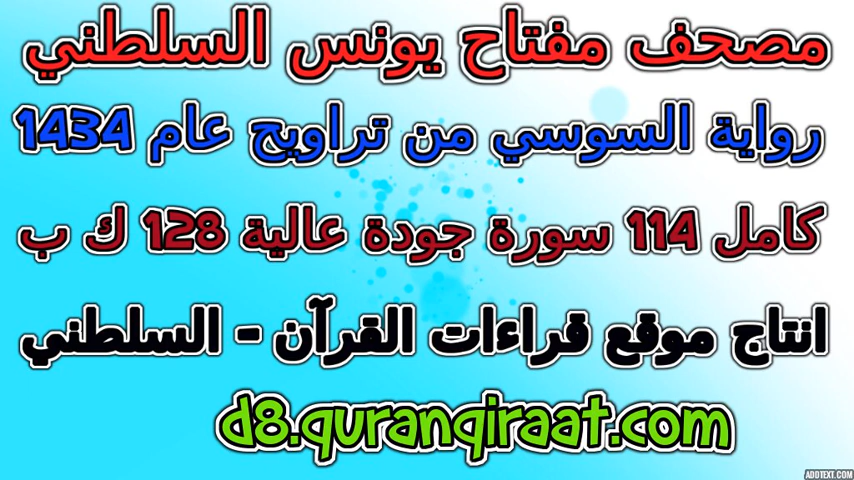 مصحف مفتاح يونس السلطني
رواية السوسي من تراويح عام 1434
كامل 114 سورة جودة عالية 128 ك ب
انتاج موقع قراءات القرآن - السلطني
d8.quranqiraat.com
ADDTEXT.COM